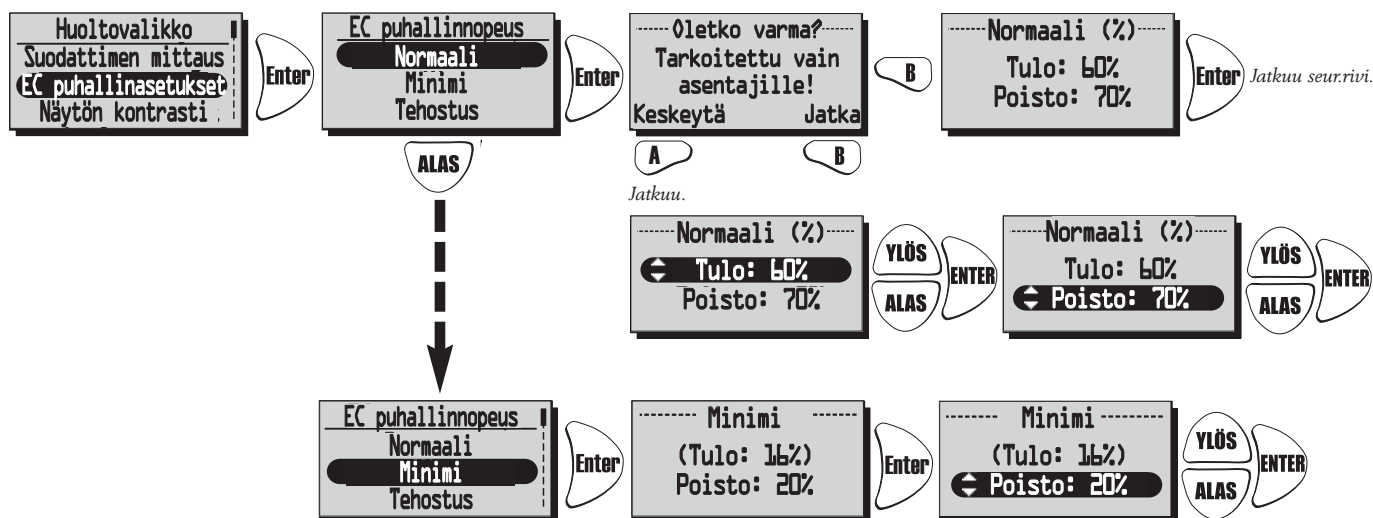 Huoltovalikko
Suodattimen mittaus
EC puhallinasetukset
Näytön kontrasti
Enter
EC puhallinnopeus
Normaali
Minimi
Tehostus
Enter
Oletko varma?
Tarkoitettu vain
asentajille!
Keskeytä Jatka
B
Normaali (%)
Tulo: 60%
Poisto: 70%
Enter
Jatkuu seur.rivi.
ALAS
A
B
Jatkuu.
Normaali (%)
Tulo: 60%
Poisto: 70%
YLÖS
ALAS
ENTER
Normaali (%)
Tulo: 60%
Poisto: 70%
YLÖS
ALAS
ENTER
EC puhallinnopeus
Normaali
Minimi
Tehostus
Enter
Minimi
(Tulo: 16%)
Poisto: 20%
Enter
Minimi
(Tulo: 16%)
Poisto: 20%
YLÖS
ALAS
ENTER